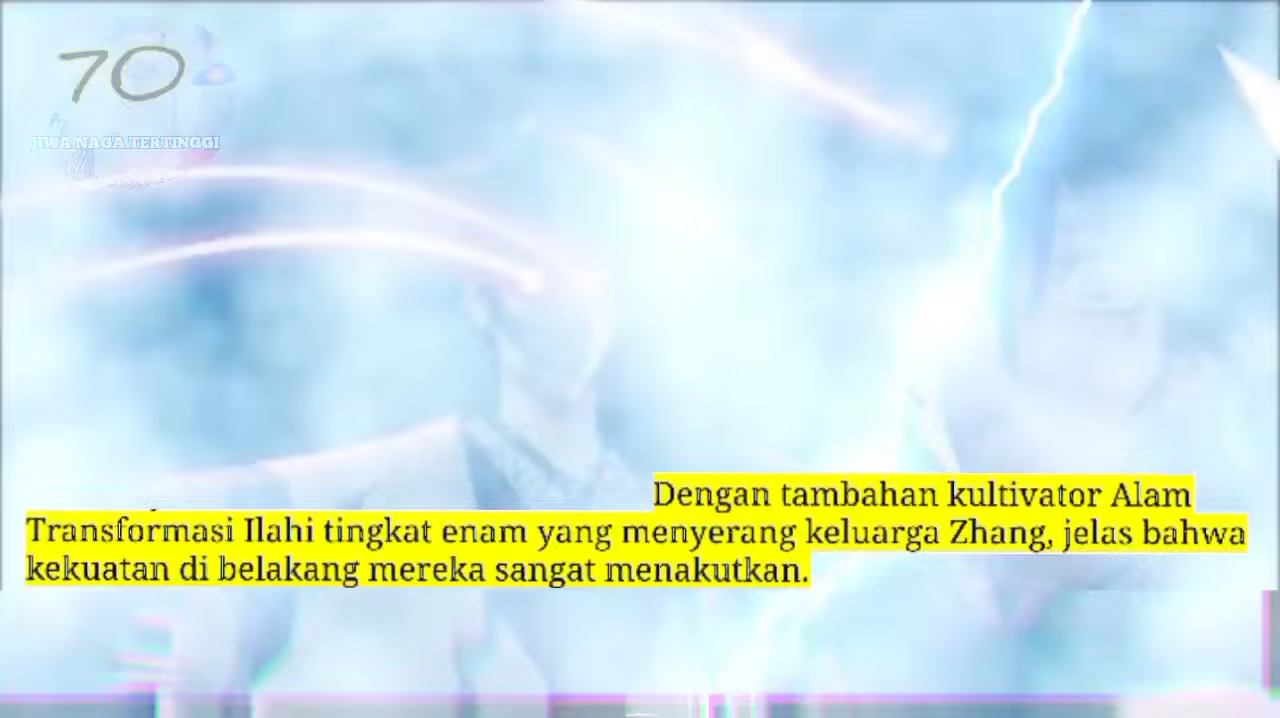 70
JIWA NAGA TERTINGGI
Dengan tambahan kultivator Alam
Transformasi Ilahi tingkat enam yang menyerang keluarga Zhang, jelas bahwa
kekuatan di belakang mereka sangat menakutkan.